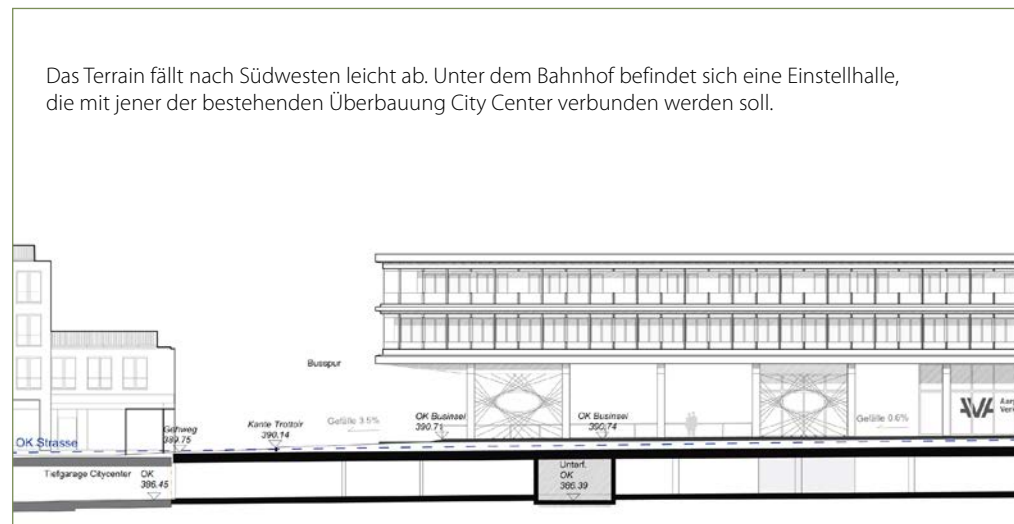 Das Terrain fällt nach Südwesten leicht ab. Unter dem Bahnhof befindet sich eine Einstellhalle,
die mit jener der bestehenden Überbauung City Center verbunden werden soll.
Busspur
Gehweg
389.75
Kante Trottoir
390.14
Gefälle 3.5%
OK Businsel
390.71
OK Businsel
390.74
Gefälle 0.6%
AVA
OK Strasse
Tiefgarage Citycenter
OK
386.45
Unterf.
OK
386.39